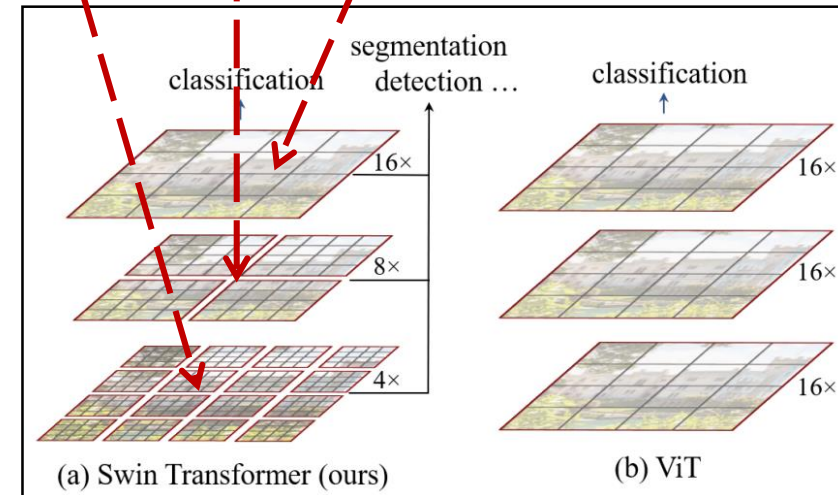 segmentation
classification
detection ...
classification
16×
8×
4×
16×
16×
16×
(a) Swin Transformer (ours)
(b) ViT